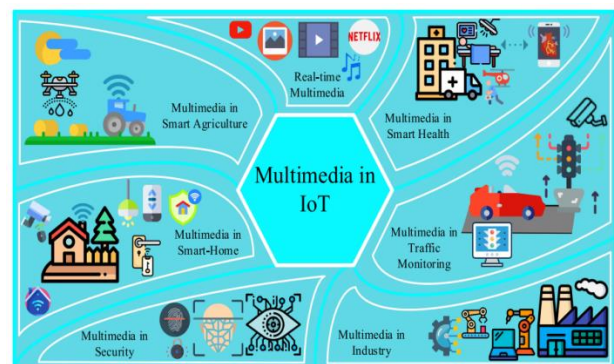 NETFLIX
Real-time
Multimedia
Multimedia in
Smart Agriculture
Multimedia in
Smart Health
Multimedia in
IoT
Multimedia in
Smart-Home
Multimedia in
Traffic
Monitoring
Multimedia in
Security
Multimedia in
Industry